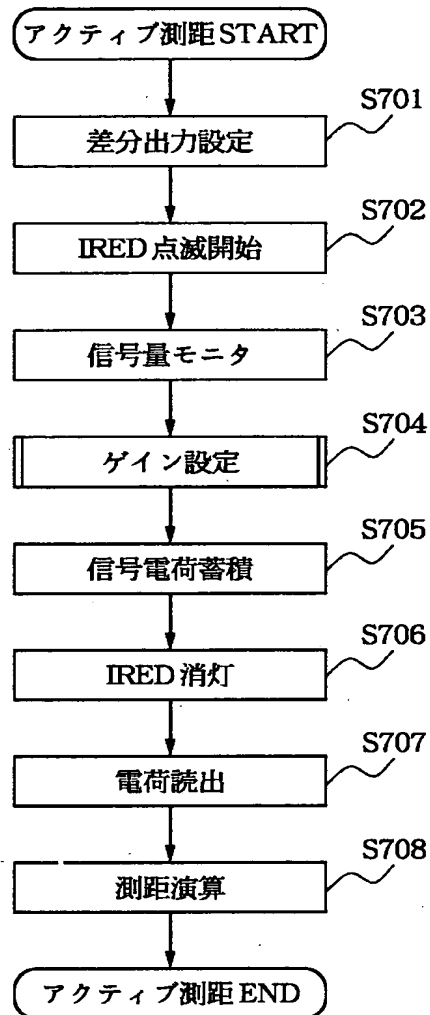 アクティブ測距START
S701
差分出力設定
S702
IRED点滅開始
S703
信号量モニタ
S704
ゲイン設定
S705
信号電荷蓄積
S706
IRED消灯
S707
電荷読出
S708
測距演算
アクティブ測距END